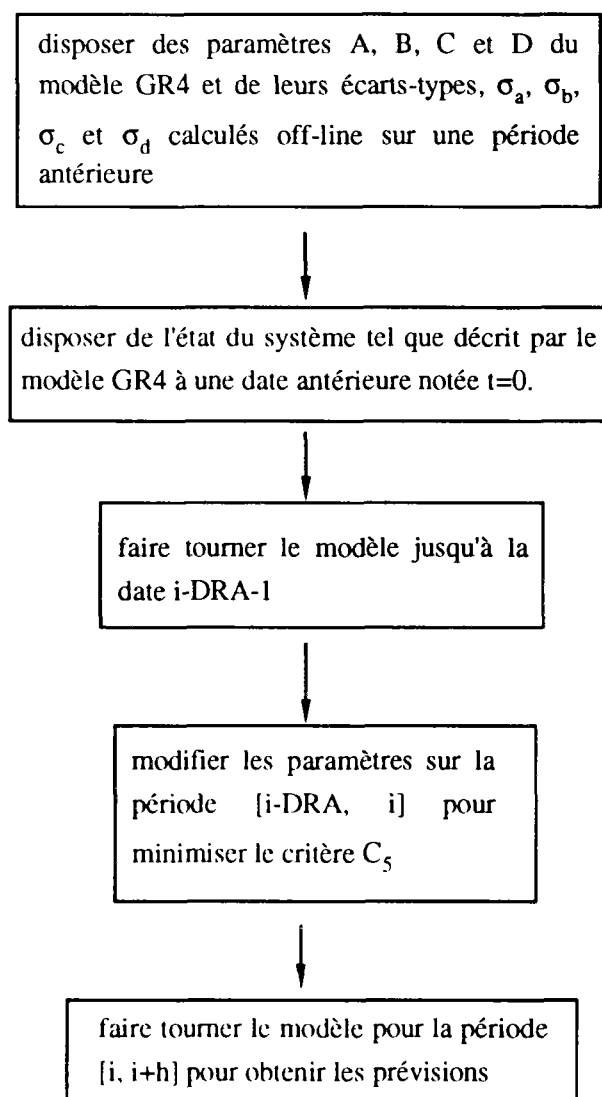 disposer des paramètres A, B, C et D du
modèle GR4 et de leurs écarts-types, σa, σb,
σc et σd calculés off-line sur une période
antérieure
disposer de l'état du système tel que décrit par le
modèle GR4 à une date antérieure notée t=0.
faire tourner le modèle jusqu'à la
date i-DRA-1
modifier les paramètres sur la
période [i-DRA, i] pour
minimiser le critère C5
faire tourner le modèle pour la période
[i, i+h] pour obtenir les prévisions